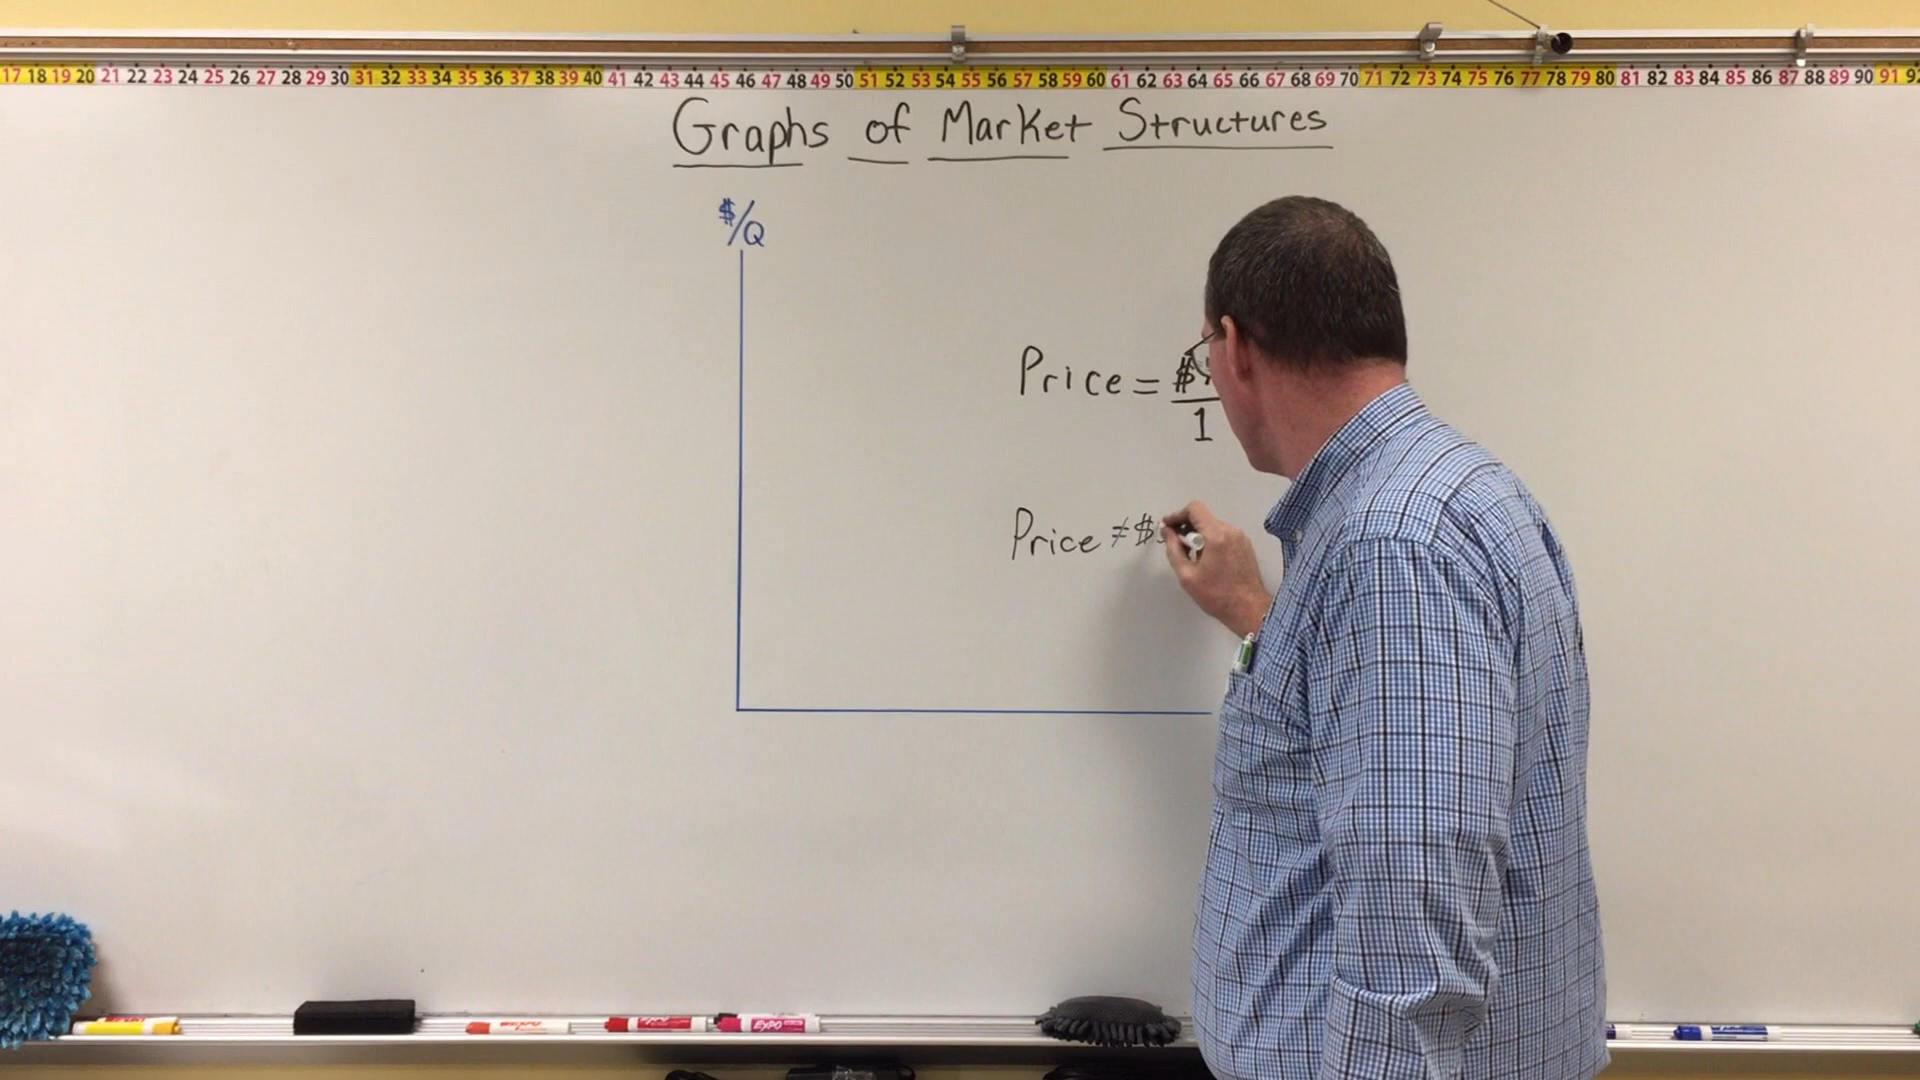 17 18 19 20 21 22 23 24 25 26 27 28 29 30 31 32 33 34 35 36 37 38 39 40 41 42 43 44 45 46 47 48 49 50 51 52 53 54 55 56 57 58 59 60 61 62 63 64 65 66 67 68 69 70 71 72 73 74 75 76 77 78 79 80 81 82 83 84 85 86 87 88 89 90 91 92
Graphs of Market Structures
$/Q
Price = $
1
Price ≠ $
EXPO